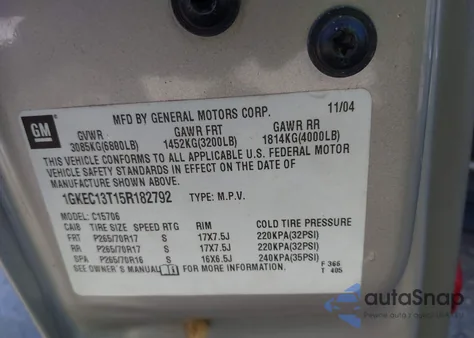 GM
MFD BY GENERAL MOTORS CORP. 11/04
GVWR GAWR FRT GAWR RR
3085KG(6880LB) 1452KG(3200LB) 1814KG(4000LB)
THIS VEHICLE CONFORMS TO ALL APPLICABLE U.S. FEDERAL MOTOR
VEHICLE SAFETY STANDARDS IN EFFECT ON THE DATE OF
MANUFACTURE SHOWN ABOVE.
1GKEC13T15R182792 TYPE: M.P.V.
MODEL: C15706
TIRE SIZE SPEED RTG RIM COLD TIRE PRESSURE
FRT P265/70R17 S 17X7.5J 220KPA(32PSI)
RR P265/70R17 S 17X7.5J 220KPA(32PSI)
SPA P265/70R16 S 16X6.5J 240KPA(35PSI)
SEE OWNER'S MANUAL FOR MORE INFORMATION. F 365
T 405
autoSnap